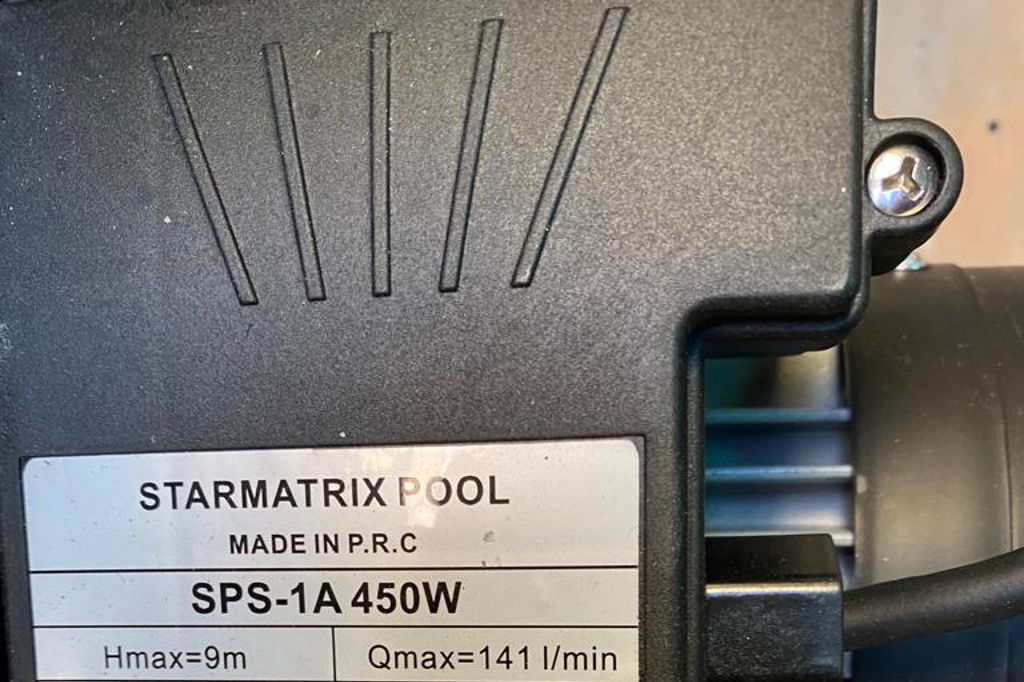 STARMATRIX POOL
MADE IN P.R.C
SPS-1A 450W
Hmax=9m Qmax=141 l/min